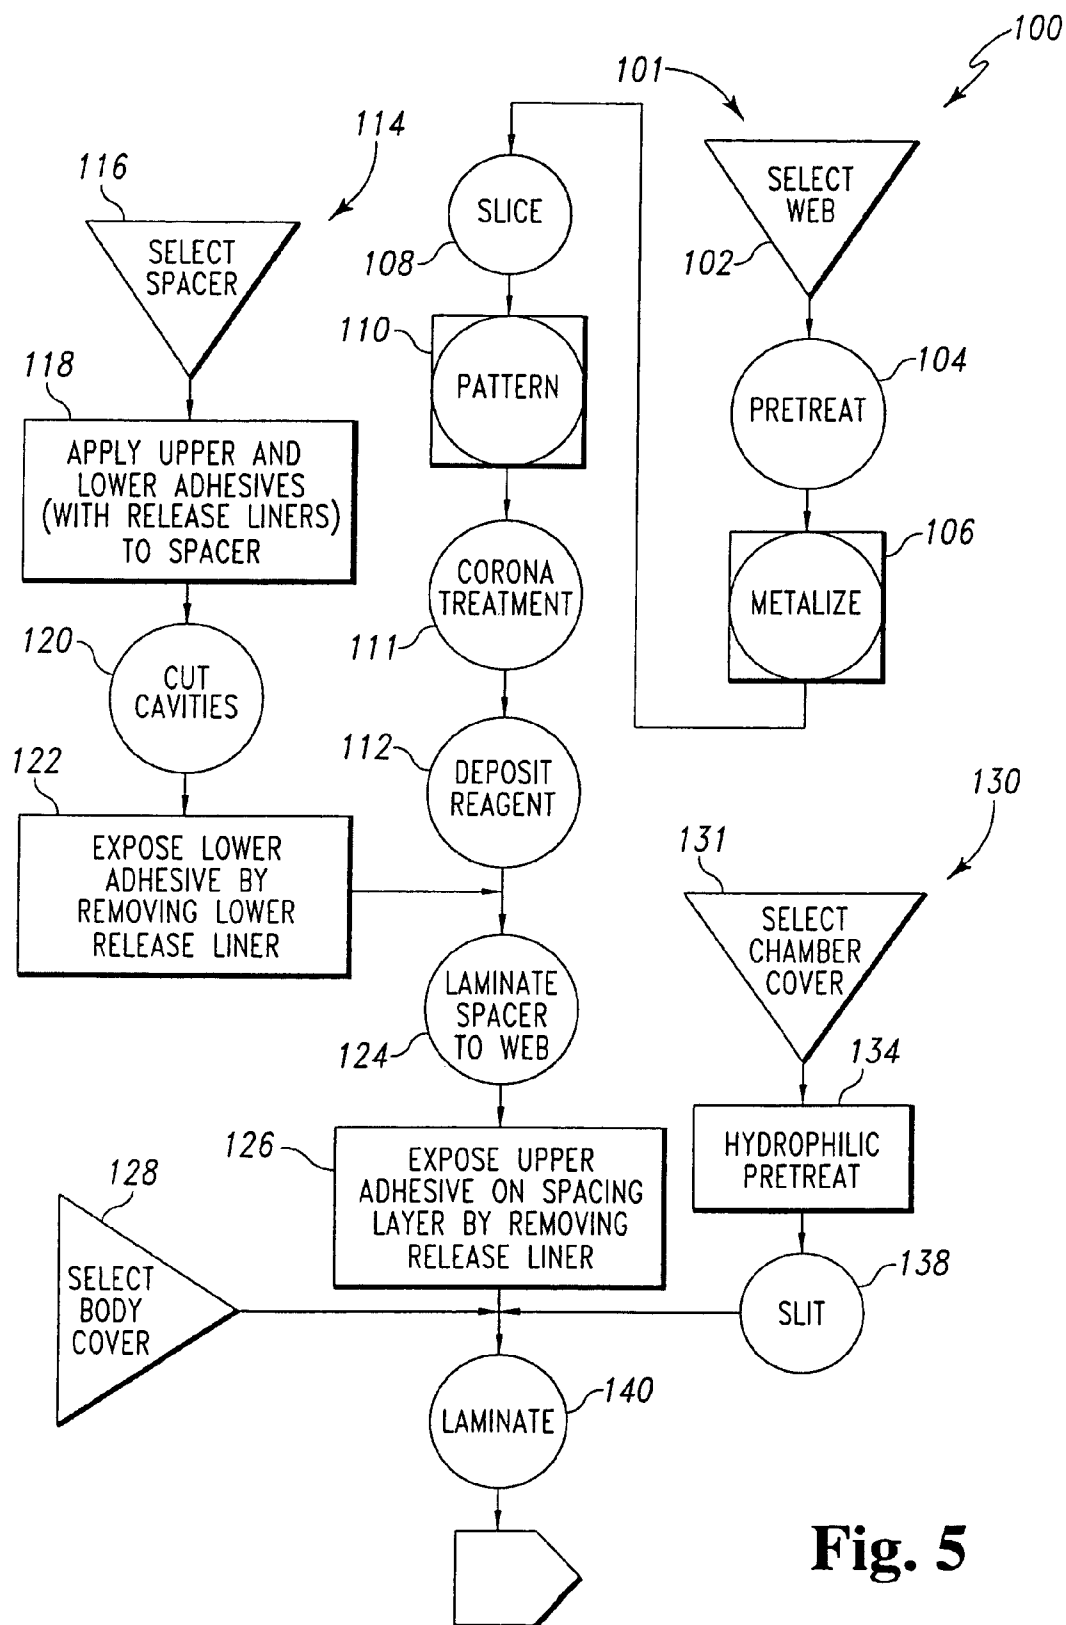 100
101
114
116
SELECT
SPACER
SLICE
108
SELECT
WEB
102
118
APPLY UPPER AND
LOWER ADHESIVES
(WITH RELEASE LINERS)
TO SPACER
110
PATTERN
104
PRETREAT
106
METALIZE
CORONA
TREATMENT
111
120
CUT
CAVITIES
112
DEPOSIT
REAGENT
122
EXPOSE LOWER
ADHESIVE BY
REMOVING LOWER
RELEASE LINER
130
131
SELECT
CHAMBER
COVER
LAMINATE
SPACER
TO WEB
124
134
HYDROPHILIC
PRETREAT
126
EXPOSE UPPER
ADHESIVE ON SPACING
LAYER BY REMOVING
RELEASE LINER
128
SELECT
BODY
COVER
138
SLIT
140
LAMINATE
Fig. 5